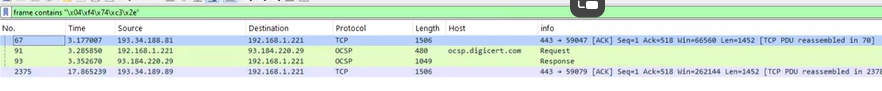 frame contains "\x04\xf4\x74\xc3\x2e"
No. Time Source Destination Protocol Length Host info
67 3.177007 193.34.188.81 192.168.1.221 TCP 1506 443 → 59047 [ACK] Seq=1 Ack=518 Win=66560 Len=1452 [TCP PDU reassembled in 70]
91 3.285850 192.168.1.221 93.184.220.29 OCSP 480 ocsp.digicert.com Request
93 3.352670 93.184.220.29 192.168.1.221 OCSP 1049 Response
2375 17.865239 193.34.189.89 192.168.1.221 TCP 1506 443 → 59079 [ACK] Seq=1 Ack=518 Win=262144 Len=1452 [TCP PDU reassembled in 2378